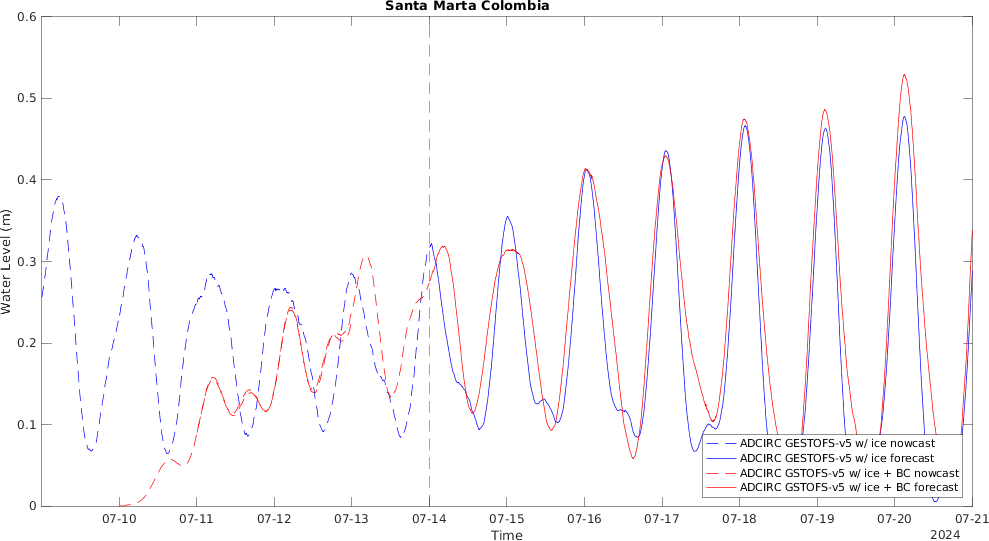 Santa Marta Colombia
0.6
0.5
0.4
0.3
0.2
0.1
0
Water Level (m)
ADCIRC GESTOFS-v5 w/ ice nowcast
ADCIRC GESTOFS-v5 w/ ice forecast
ADCIRC GSTOFS-v5 w/ ice + BC nowcast
ADCIRC GSTOFS-v5 w/ ice + BC forecast
07-10 07-11 07-12 07-13 07-14 07-15 07-16 07-17 07-18 07-19 07-20 07-21
Time
2024